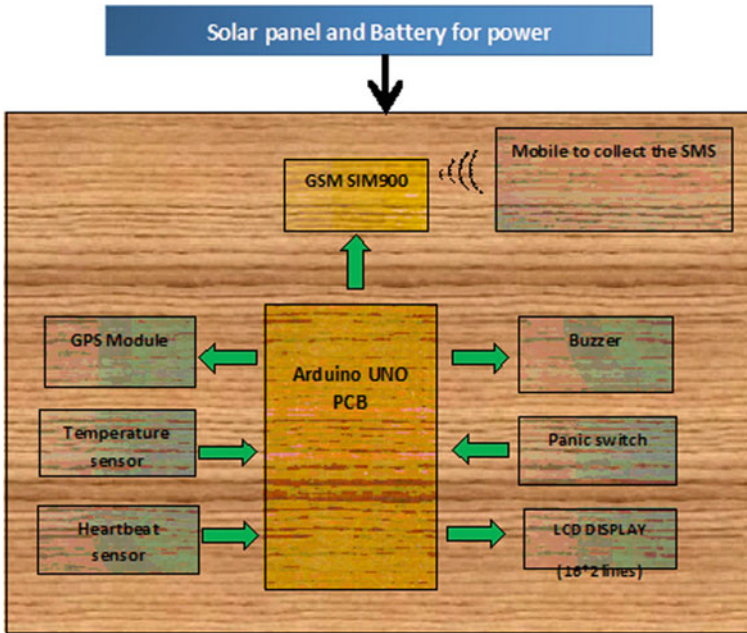 Solar panel and Battery for power
Mobile to collect the SMS
GSM SIM900
GPS Module
Buzzer
Arduino UNO
PCB
Temperature
sensor
Panic switch
Heartbeat
sensor
LCD DISPLAY
(16*2 limes)